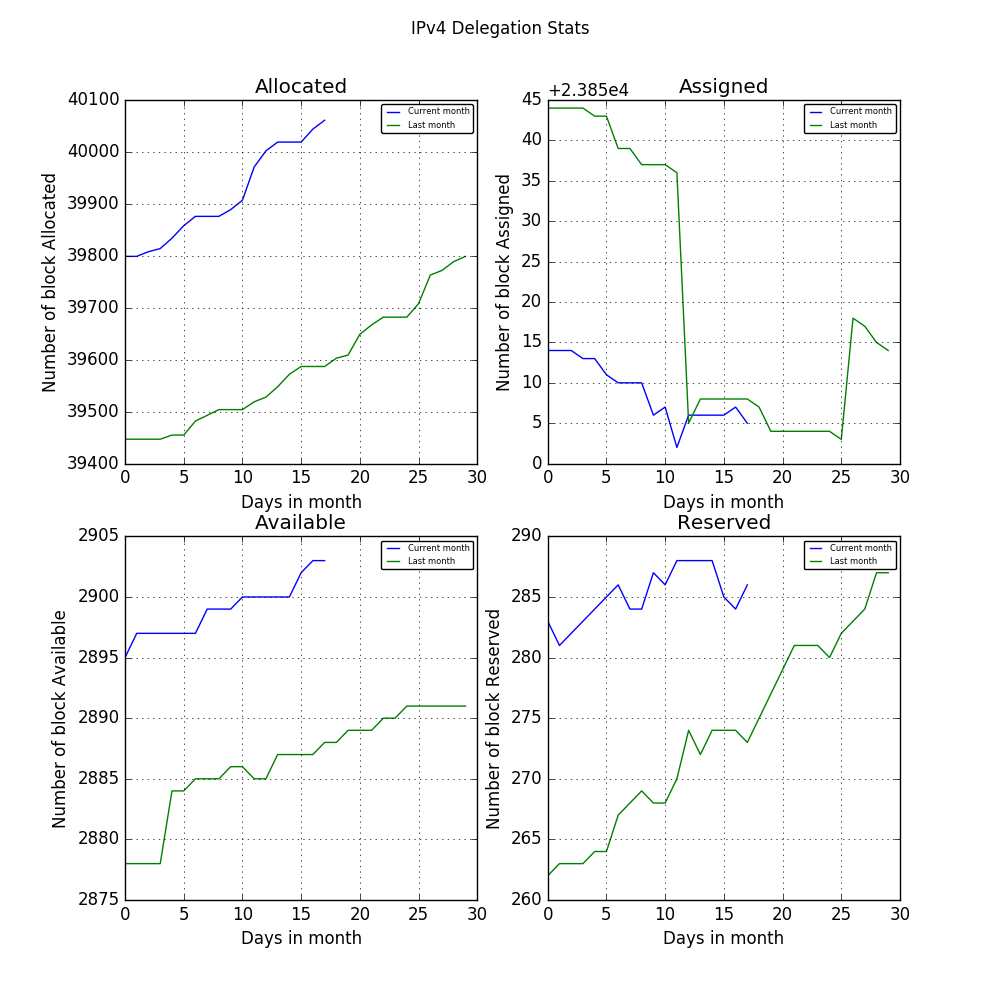 IPv4 Delegation Stats
Allocated
Number of block Allocated
40100
40000
39900
39800
39700
39600
39500
39400
0 5 10 15 20 25 30
Days in month
Current month
Last month
Assigned
+2.385e4
Number of block Assigned
45
40
35
30
25
20
15
10
5
0
0 5 10 15 20 25 30
Days in month
Current month
Last month
Available
Number of block Available
2905
2900
2895
2890
2885
2880
2875
0 5 10 15 20 25 30
Days in month
Current month
Last month
Reserved
Number of block Reserved
290
285
280
275
270
265
260
0 5 10 15 20 25 30
Days in month
Current month
Last month